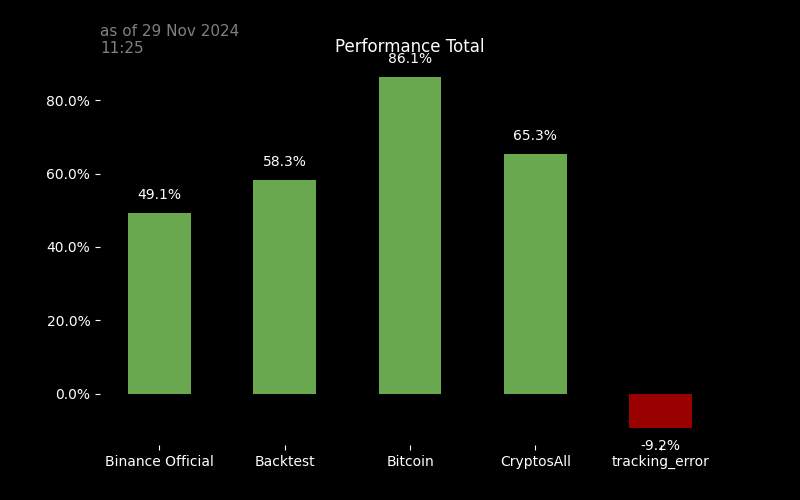 as of 29 Nov 2024
11:25
Performance Total
86.1%
80.0%
65.3%
60.0%
58.3%
49.1%
40.0%
20.0%
0.0%
-9.2%
Binance Official
Backtest
Bitcoin
CryptosAll
tracking_error